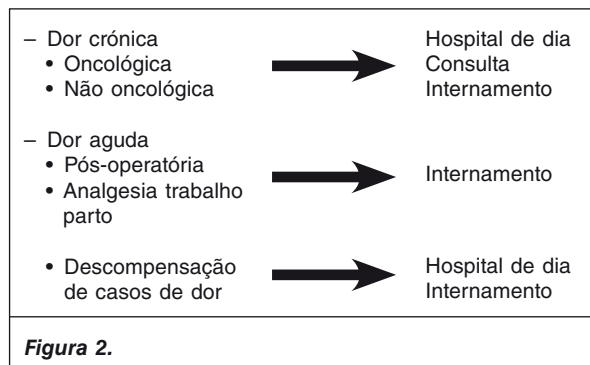 – Dor crónica
• Oncológica
• Não oncológica
Hospital de dia
Consulta
Internamento
– Dor aguda
• Pós-operatória
• Analgesia trabalho
parto
Internamento
• Descompensação
de casos de dor
Hospital de dia
Internamento
Figura 2.